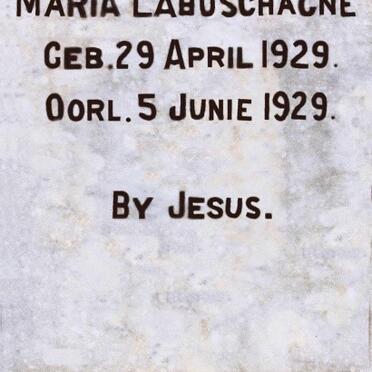 MARIA LABUSCHAGNE
GEB. 29 APRIL 1929.
OORL. 5 JUNIE 1929.
BY JESUS.